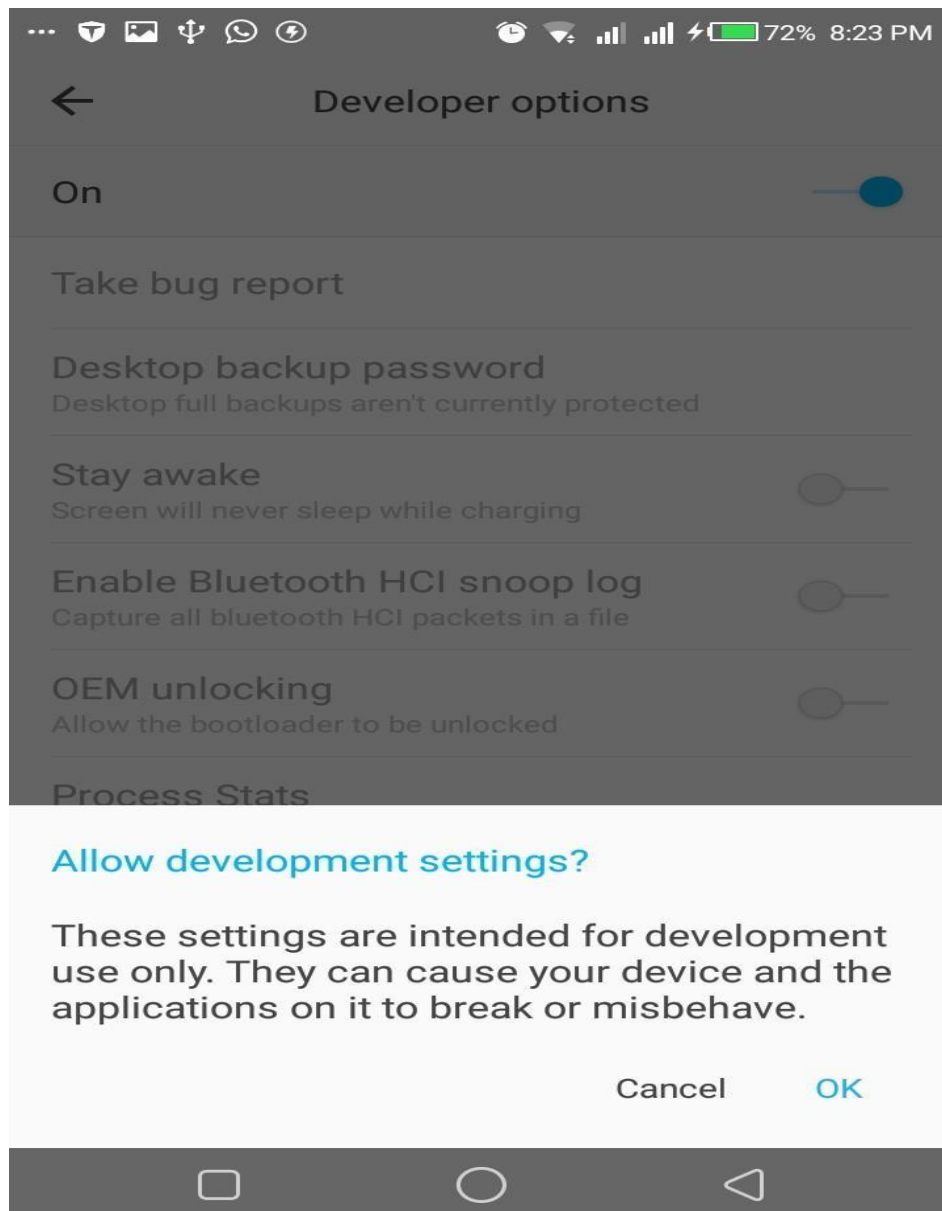 ... 72% 8:23 PM
Developer options
On
Take bug report
Desktop backup password
Desktop full backups aren't currently protected
Stay awake
Screen will never sleep while charging
Enable Bluetooth HCI snoop log
Capture all bluetooth HCI packets in a file
OEM unlocking
Allow the bootloader to be unlocked
Process Stats
Allow development settings?
These settings are intended for development
use only. They can cause your device and the
applications on it to break or misbehave.
Cancel OK